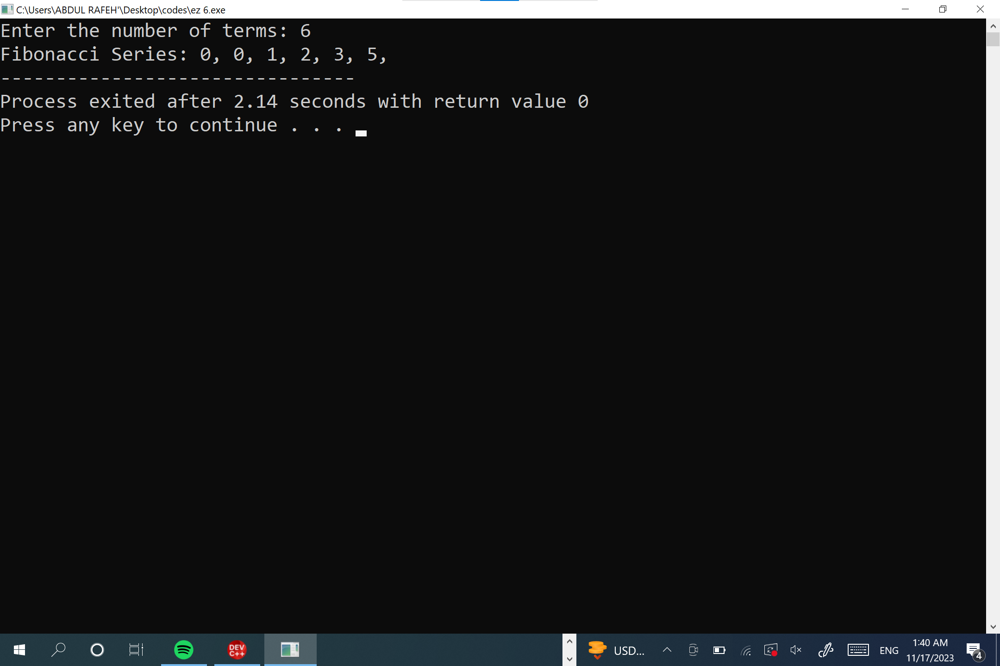 C:\Users\ABDUL RAFEH'\Desktop\codes\ez 6.exe
Enter the number of terms: 6
Fibonacci Series: 0, 0, 1, 2, 3, 5,
--------------------------------
Process exited after 2.14 seconds with return value 0
Press any key to continue . . .
DEV
C++
USD...
ENG
1:40 AM
11/17/2023
4